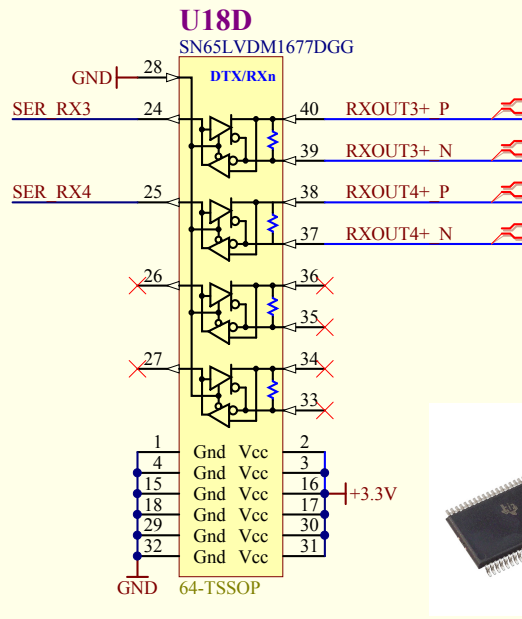 U18D
SN65LVDM1677DGG
GND 28 DTX/RXn
SER_RX3 24 40 RXOUT3+_P
39 RXOUT3+_N
SER_RX4 25 38 RXOUT4+_P
37 RXOUT4+_N
26 36
35
27 34
33
1 Gnd Vcc 2
4 Gnd Vcc 3
15 Gnd Vcc 16 +3.3V
18 Gnd Vcc 17
29 Gnd Vcc 30
32 Gnd Vcc 31
GND 64-TSSOP